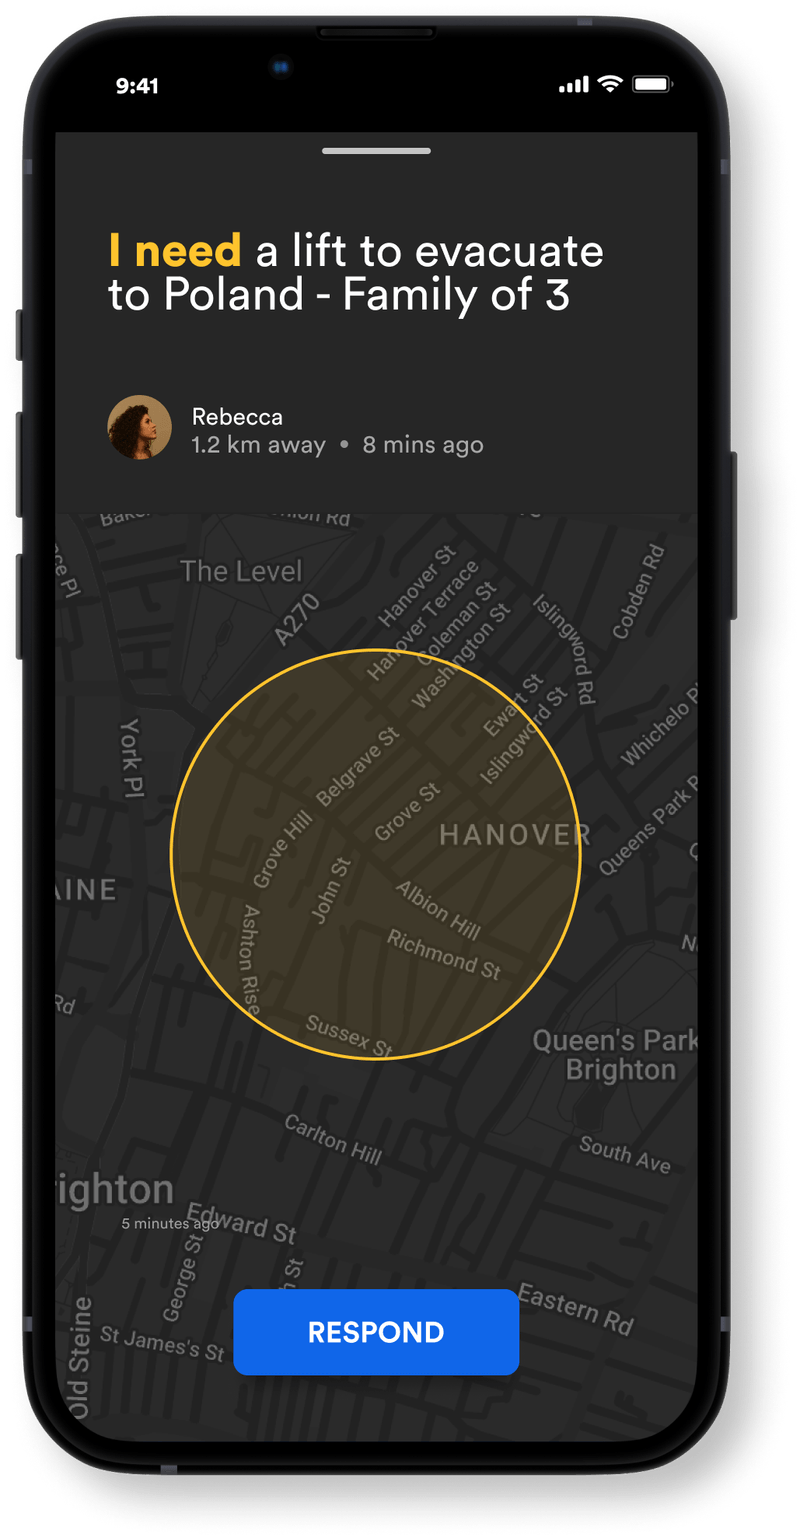 9:41
I need a lift to evacuate
to Poland - Family of 3
Rebecca
1.2 km away • 8 mins ago
Rd
The Level
A270
Hanover St
Hanover Terrace
Coleman St
Washington St
Islingword Rd
Cobden Rd
Ewart St
Islingword St
Whichelo
York Pl
Belgrave St
Grove St
Grove Hill
HANOVER
Queens Park
John St
Albion Hill
AINE
Ashton Rise
Richmond St
Rd
Sussex St
Queen's Park
Brighton
Carlton Hill
South Ave
righton
5 minutes ago
Edward St
George St
St
Eastern Rd
Old Steine
St James's St
RESPOND